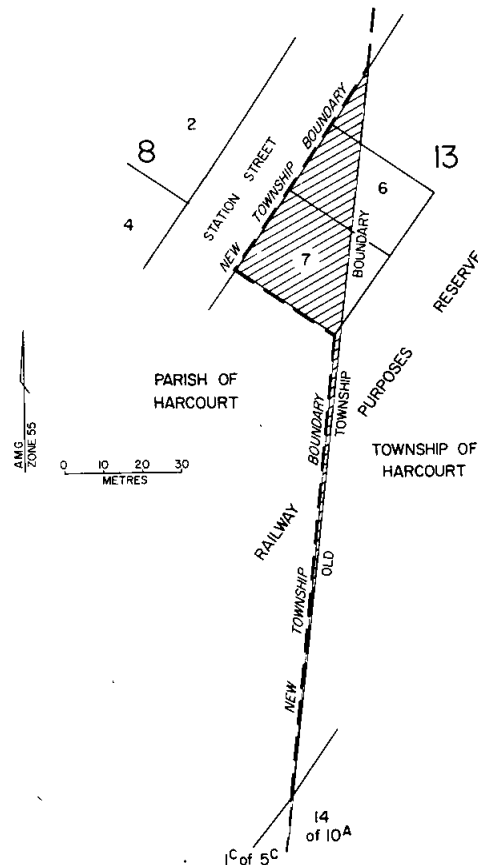 2
8
4
STATION STREET
NEW TOWNSHIP BOUNDARY
13
6
7
OLD TOWNSHIP BOUNDARY
RAILWAY PURPOSES RESERVE
PARISH OF
HARCOURT
TOWNSHIP OF
HARCOURT
A.M.G.
ZONE 55
0 10 20 30
METRES
NEW TOWNSHIP BOUNDARY
14
of 10A
1C of 5C